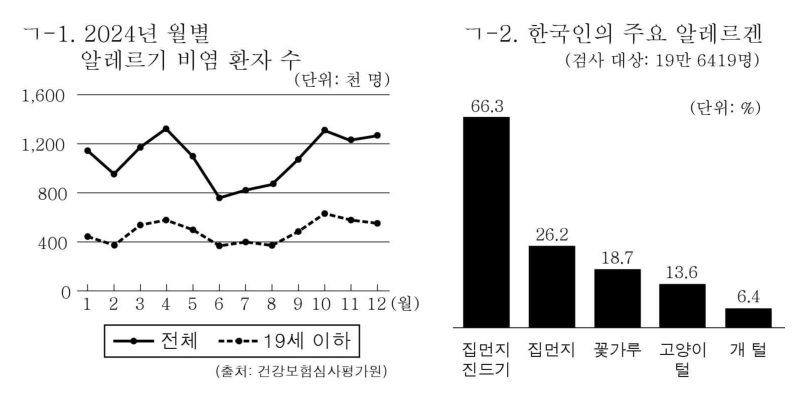 ㄱ-1. 2024년 월별
알레르기 비염 환자 수
(단위: 천 명)
1,600
1,200
800
400
0
1 2 3 4 5 6 7 8 9 10 11 12 (월)
전체 19세 이하
(출처: 건강보험심사평가원)
ㄱ-2. 한국인의 주요 알레르겐
(검사 대상: 19만 6419명)
(단위: %)
66.3
26.2
18.7
13.6
6.4
집먼지 진드기
집먼지
꽃가루
고양이 털
개 털